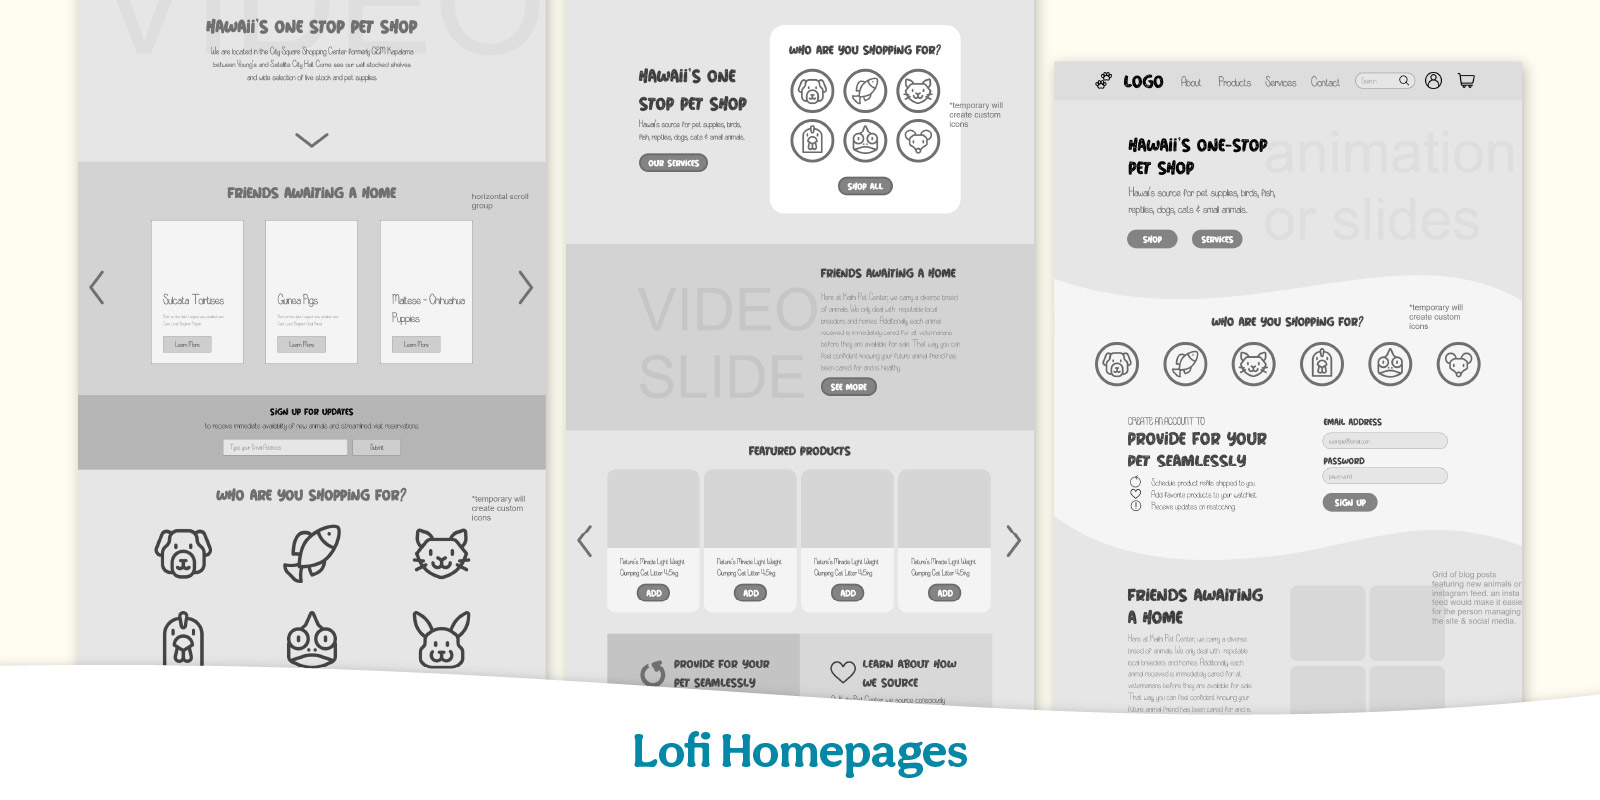 VIDEO
HAWAII'S ONE STOP PET SHOP
We are located in the City Square Shopping Center formerly GEM Kapalama
between Young's and Satellite City Hall. Come see our well stocked shelves
and wide selection of live stock and pet supplies.
FRIENDS AWAITING A HOME
horizontal scroll
group
Sulcata Tortises
Learn More
Guinea Pigs
Learn More
Maltese - Chihuahua
Puppies
Learn More
SIGN UP FOR UPDATES
to receive immediate availability of new animals and streamlined visit reservations.
Type your Email Address
Submit
WHO ARE YOU SHOPPING FOR?
*temporary will
create custom
icons
HAWAII'S ONE
STOP PET SHOP
Hawaii's source for pet supplies, birds,
fish, reptiles, dogs, cats & small animals.
OUR SERVICES
WHO ARE YOU SHOPPING FOR?
*temporary will
create custom
icons
SHOP ALL
VIDEO
SLIDE
FRIENDS AWAITING A HOME
Here at Kaihi Pet Center, we carry a diverse breed
of animals. We only deal with reputable local
breeders and homes. Additionally, each animal
received is immediately cared for at veterinarians
before they are available for sale. That way you can
feel confident knowing your future animal friend has
been cared for and is healthy.
SEE MORE
FEATURED PRODUCTS
Nature's Miracle Light Weight
Clumping Cat Litter 4.5kg
ADD
Nature's Miracle Light Weight
Clumping Cat Litter 4.5kg
ADD
Nature's Miracle Light Weight
Clumping Cat Litter 4.5kg
ADD
Nature's Miracle Light Weight
Clumping Cat Litter 4.5kg
ADD
PROVIDE FOR YOUR
PET SEAMLESSLY
LEARN ABOUT HOW
WE SOURCE
Pet Center, we source consciously
LOGO
About
Products
Services
Contact
Search
HAWAII'S ONE-STOP
PET SHOP
animation
or slides
Hawaii's source for pet supplies, birds, fish,
reptiles, dogs, cats & small animals.
SHOP
SERVICES
*temporary will
create custom
icons
WHO ARE YOU SHOPPING FOR?
CREATE AN ACCOUNT TO
PROVIDE FOR YOUR
PET SEAMLESSLY
Schedule product refills shipped to you.
Add favorite products to your watchlist.
Receive updates on restocking.
EMAIL ADDRESS
example@email.com
PASSWORD
password
SIGN UP
FRIENDS AWAITING
A HOME
Here at Kaihi Pet Center, we carry a diverse
breed of animals. We only deal with reputable
local breeders and homes. Additionally, each
animal received is immediately cared for at
veterinarians before they are available for sale.
That way you can feel confident knowing your
future animal friend has been cared for and is
Grid of blog posts
featuring new animals or
instagram feed. an insta
feed would make it easie
for the person managing
the site & social media.
Lofi Homepages